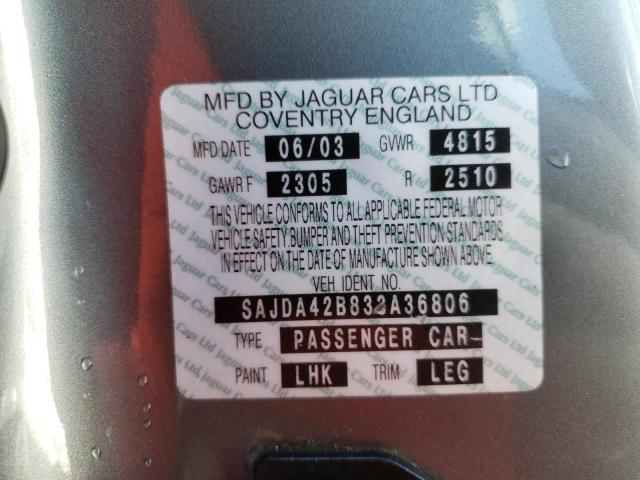 MFD BY JAGUAR CARS LTD
COVENTRY ENGLAND
MFD DATE 06/03 GVWR 4815
GAWR F 2305 R 2510
THIS VEHICLE CONFORMS TO ALL APPLICABLE FEDERAL MOTOR
VEHICLE SAFETY BUMPER AND THEFT PREVENTION STANDARDS
IN EFFECT ON THE DATE OF MANUFACTURE SHOWN ABOVE.
VEH. IDENT NO.
SAJDA42B833A36806
TYPE PASSENGER CAR
PAINT LHK TRIM LEG